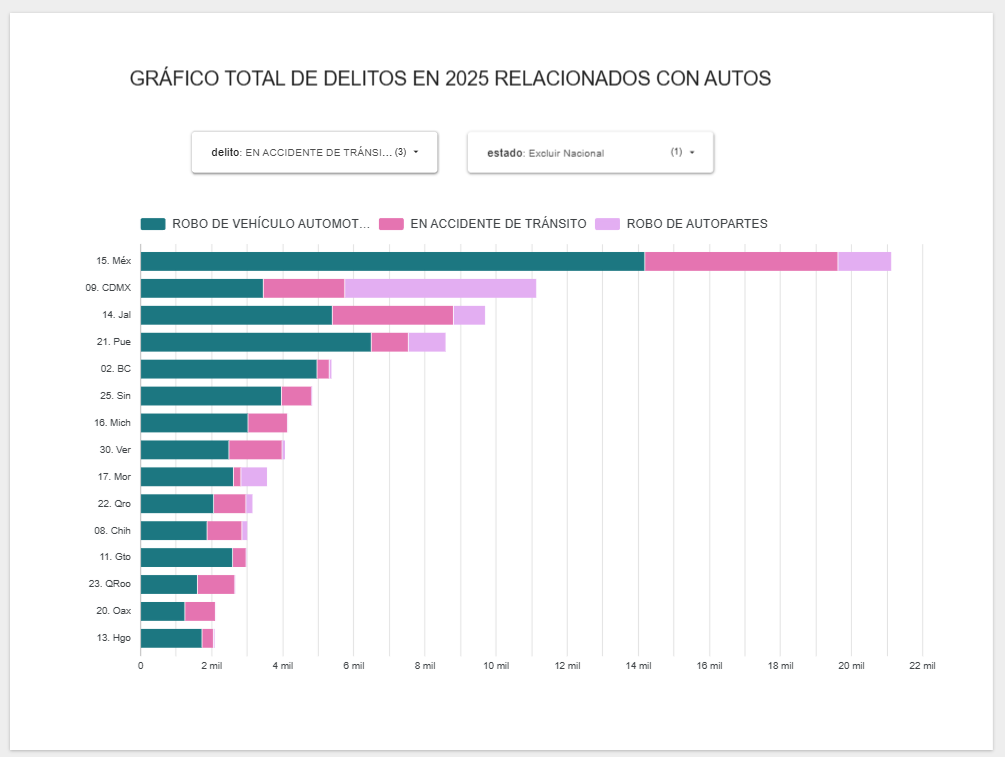 GRÁFICO TOTAL DE DELITOS EN 2025 RELACIONADOS CON AUTOS
delito: EN ACCIDENTE DE TRÁNSI... (3)
estado: Excluir Nacional (1)
ROBO DE VEHÍCULO AUTOMOT... EN ACCIDENTE DE TRÁNSITO ROBO DE AUTOPARTES
15. Méx
09. CDMX
14. Jal
21. Pue
02. BC
25. Sin
16. Mich
30. Ver
17. Mor
22. Qro
08. Chih
11. Gto
23. QRoo
20. Oax
13. Hgo
0 2 mil 4 mil 6 mil 8 mil 10 mil 12 mil 14 mil 16 mil 18 mil 20 mil 22 mil